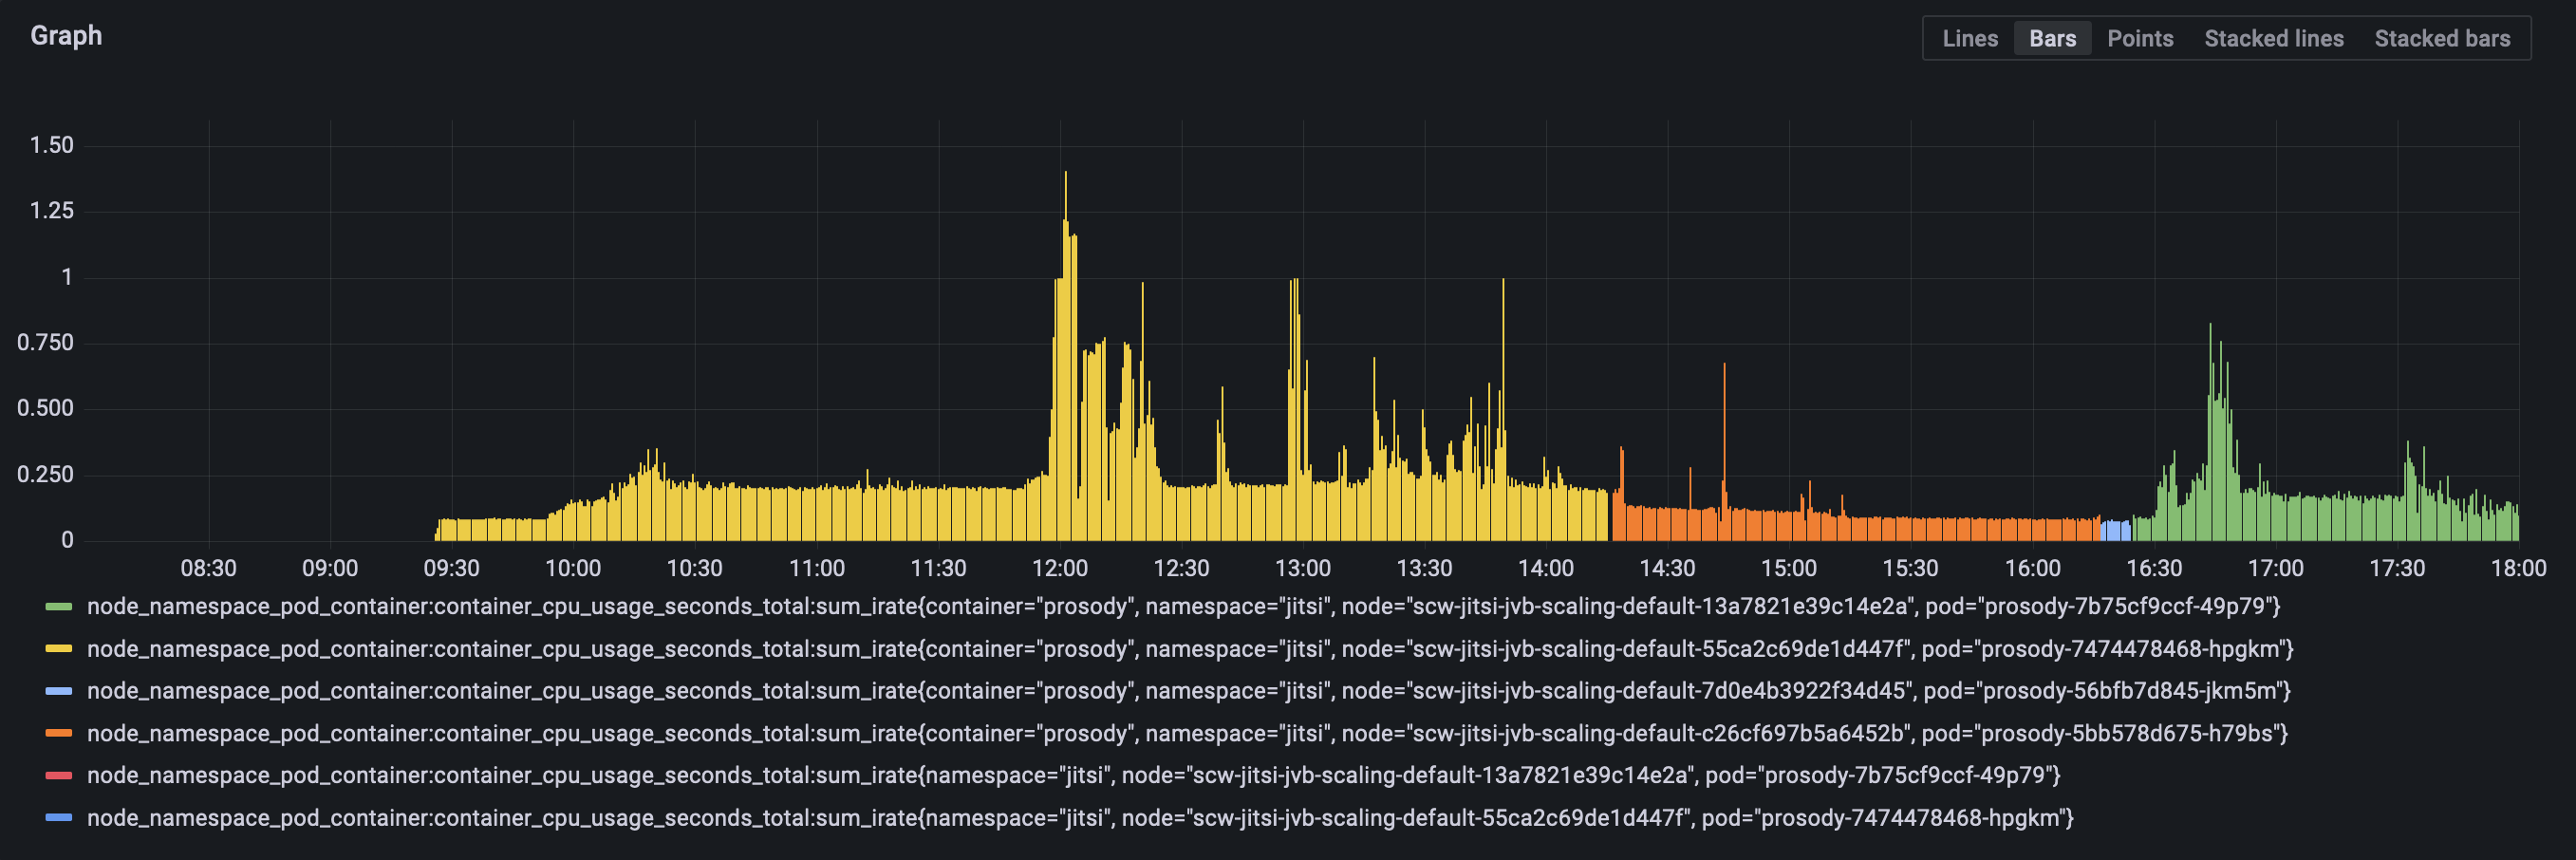 Graph
Lines Bars Points Stacked lines Stacked bars
1.50
1.25
1
0.750
0.500
0.250
0
08:30 09:00 09:30 10:00 10:30 11:00 11:30 12:00 12:30 13:00 13:30 14:00 14:30 15:00 15:30 16:00 16:30 17:00 17:30 18:00
node_namespace_pod_container:container_cpu_usage_seconds_total:sum_irate{container="prosody", namespace="jitsi", node="scw-jitsi-jvb-scaling-default-13a7821e39c14e2a", pod="prosody-7b75cf9ccf-49p79"}
node_namespace_pod_container:container_cpu_usage_seconds_total:sum_irate{container="prosody", namespace="jitsi", node="scw-jitsi-jvb-scaling-default-55ca2c69de1d447f", pod="prosody-7474478468-hpgkm"}
node_namespace_pod_container:container_cpu_usage_seconds_total:sum_irate{container="prosody", namespace="jitsi", node="scw-jitsi-jvb-scaling-default-7d0e4b3922f34d45", pod="prosody-56bfb7d845-jkm5m"}
node_namespace_pod_container:container_cpu_usage_seconds_total:sum_irate{container="prosody", namespace="jitsi", node="scw-jitsi-jvb-scaling-default-c26cf697b5a6452b", pod="prosody-5bb578d675-h79bs"}
node_namespace_pod_container:container_cpu_usage_seconds_total:sum_irate{namespace="jitsi", node="scw-jitsi-jvb-scaling-default-13a7821e39c14e2a", pod="prosody-7b75cf9ccf-49p79"}
node_namespace_pod_container:container_cpu_usage_seconds_total:sum_irate{namespace="jitsi", node="scw-jitsi-jvb-scaling-default-55ca2c69de1d447f", pod="prosody-7474478468-hpgkm"}